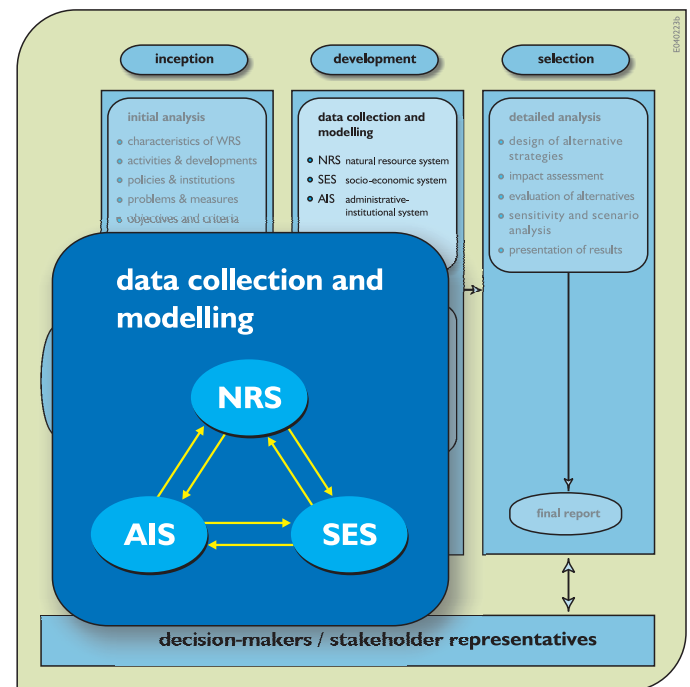 E040223b
inception
development
selection
initial analysis
characteristics of WRS
activities & developments
policies & institutions
problems & measures
objectives and criteria
data collection and
modelling
NRS natural resource system
SES socio-economic system
AIS administrative-
institutional system
detailed analysis
design of alternative
strategies
impact assessment
evaluation of alternatives
sensitivity and scenario
analysis
presentation of results
data collection and
modelling
NRS
AIS
SES
final report
decision-makers / stakeholder representatives